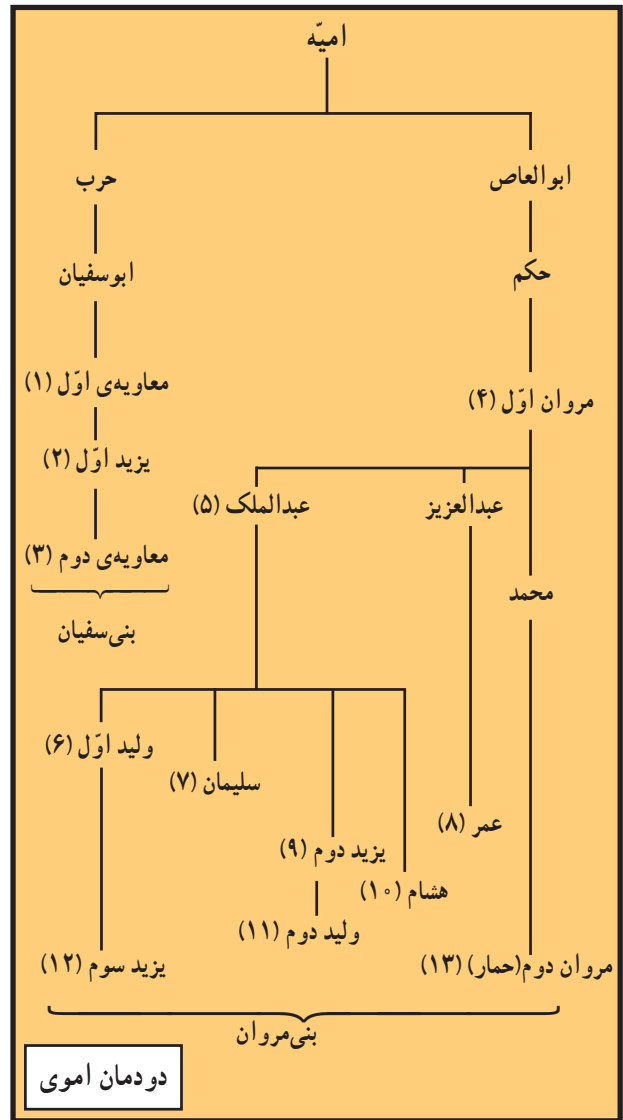 امیّه
ابوالعاص
حرب
حکم
ابوسفیان
مروان اوّل (۴)
معاویه‌ی اوّل (۱)
یزید اوّل (۲)
عبدالعزیز
عبدالملک (۵)
معاویه‌ی دوم (۳)
محمد
بنی‌سفیان
ولید اوّل (۶)
سلیمان (۷)
عمر (۸)
یزید دوم (۹)
هشام (۱۰)
ولید دوم (۱۱)
مروان دوم(حمار) (۱۳)
یزید سوم (۱۲)
بنی‌مروان
دودمان اموی